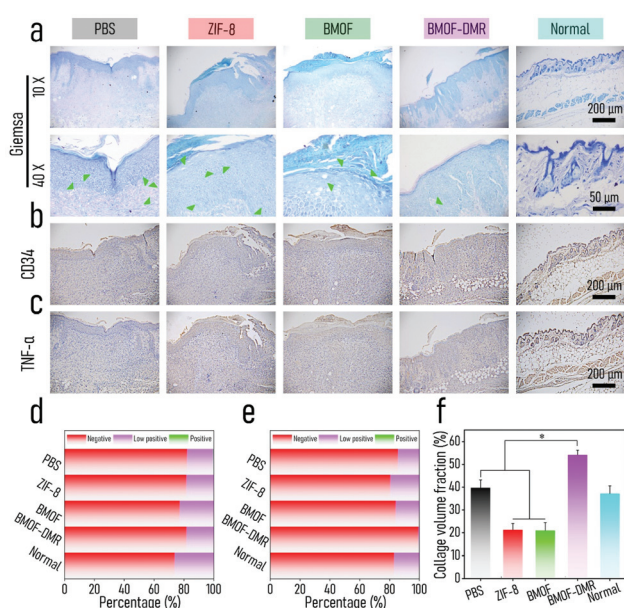 PBS ZIF-8 BMOF BMOF-DMR Normal
a
Giemsa
10 X
200 μm
40 X
50 μm
b
CD34
200 μm
c
TNF-α
200 μm
d
Negative Low positive Positive
PBS
ZIF-8
BMOF
BMOF-DMR
Normal
0 20 40 60 80 100
Percentage (%)
e
Negative Low positive Positive
PBS
ZIF-8
BMOF
BMOF-DMR
Normal
0 20 40 60 80 100
Percentage (%)
f
Collage volume fraction (%)
60
50
40
30
20
10
0
*
PBS ZIF-8 BMOF BMOF-DMR Normal